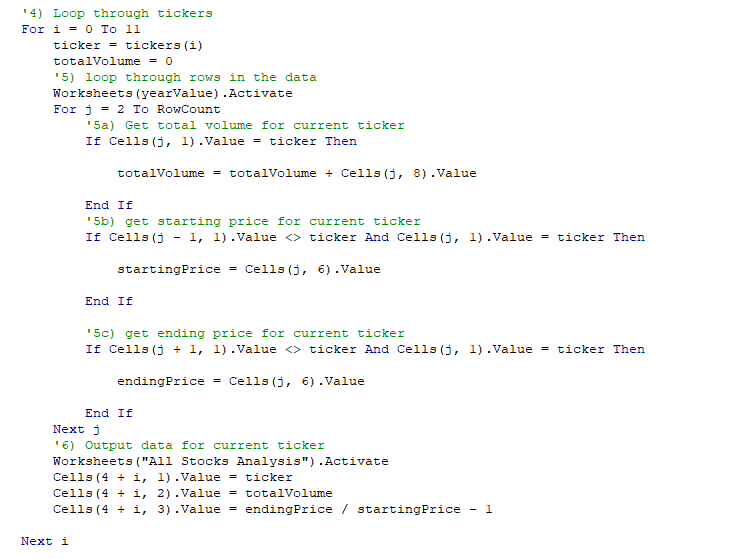 '4) Loop through tickers
For i = 0 To 11
    ticker = tickers(i)
    totalVolume = 0
    '5) loop through rows in the data
    Worksheets(yearValue).Activate
    For j = 2 To RowCount
        '5a) Get total volume for current ticker
        If Cells(j, 1).Value = ticker Then
            totalVolume = totalVolume + Cells(j, 8).Value
        End If
        '5b) get starting price for current ticker
        If Cells(j - 1, 1).Value <> ticker And Cells(j, 1).Value = ticker Then
            startingPrice = Cells(j, 6).Value
        End If
        '5c) get ending price for current ticker
        If Cells(j + 1, 1).Value <> ticker And Cells(j, 1).Value = ticker Then
            endingPrice = Cells(j, 6).Value
        End If
    Next j
    '6) Output data for current ticker
    Worksheets("All Stocks Analysis").Activate
    Cells(4 + i, 1).Value = ticker
    Cells(4 + i, 2).Value = totalVolume
    Cells(4 + i, 3).Value = endingPrice / startingPrice - 1
Next i